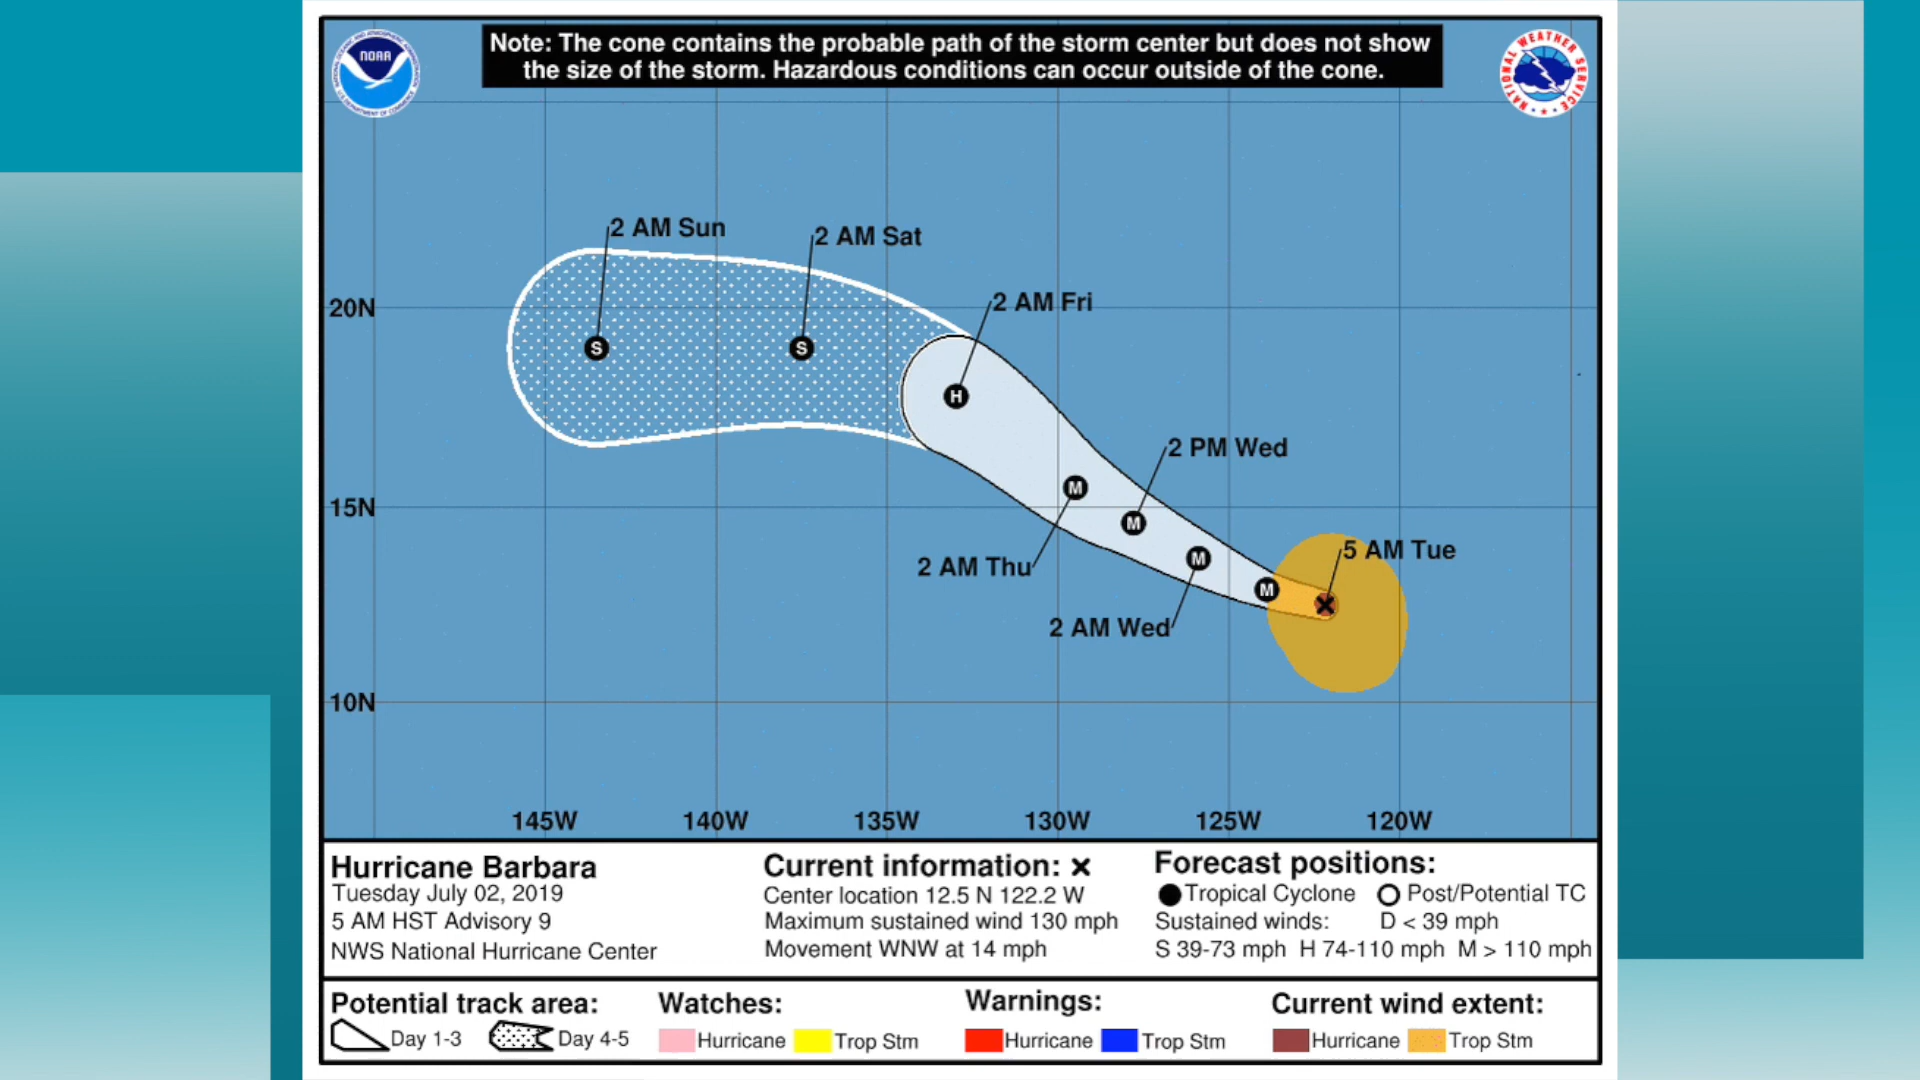 Note: The cone contains the probable path of the storm center but does not show
the size of the storm. Hazardous conditions can occur outside of the cone.
NOAA
NATIONAL WEATHER SERVICE
2 AM Sun
2 AM Sat
2 AM Fri
20N
S
S
H
2 PM Wed
M
15N
M
2 AM Thu
M
5 AM Tue
M
2 AM Wed
10N
145W 140W 135W 130W 125W 120W
Hurricane Barbara
Tuesday July 02, 2019
5 AM HST Advisory 9
NWS National Hurricane Center
Current information: x
Center location 12.5 N 122.2 W
Maximum sustained wind 130 mph
Movement WNW at 14 mph
Forecast positions:
Tropical Cyclone Post/Potential TC
Sustained winds: D < 39 mph
S 39-73 mph H 74-110 mph M > 110 mph
Potential track area:
Day 1-3 Day 4-5
Watches:
Hurricane Trop Stm
Warnings:
Hurricane Trop Stm
Current wind extent:
Hurricane Trop Stm